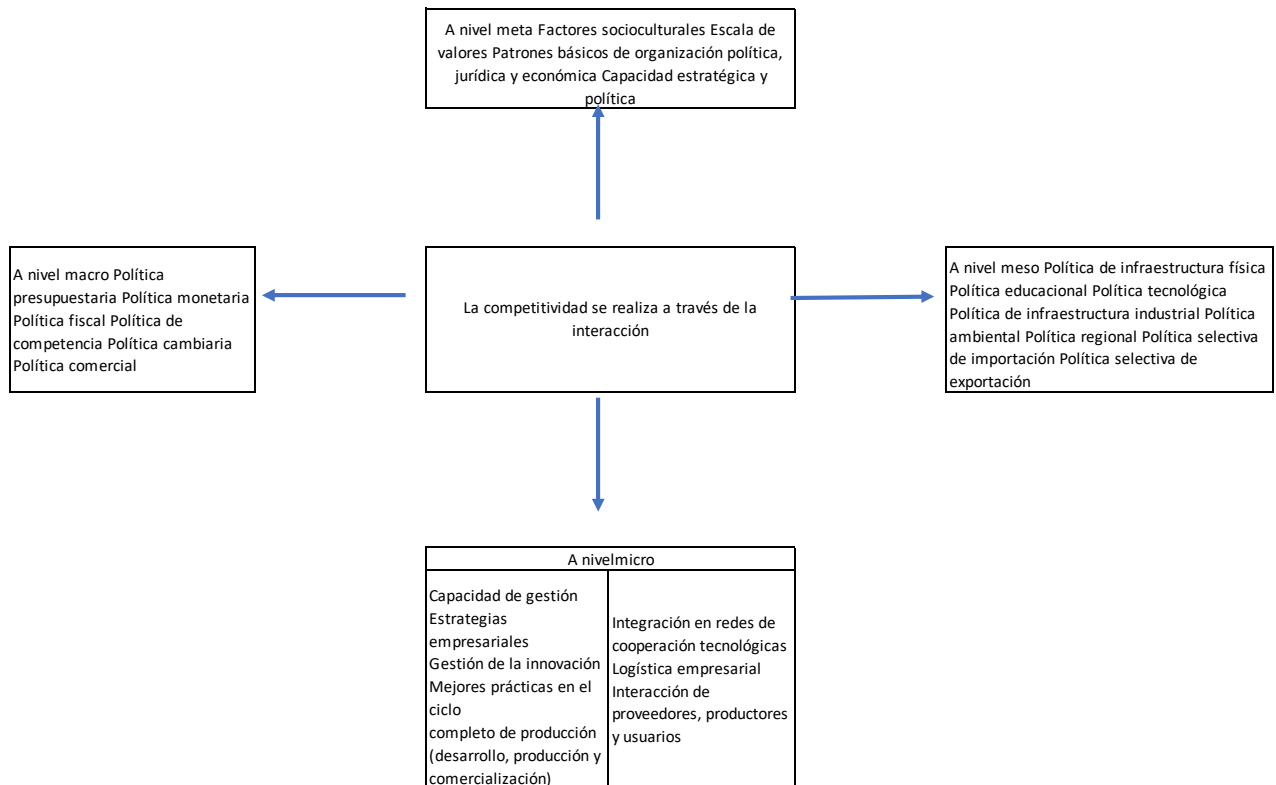 A nivel meta Factores socioculturales Escala de
valores Patrones básicos de organización política,
jurídica y económica Capacidad estratégica y
política
A nivel macro Política
presupuestaria Política monetaria
Política fiscal Política de
competencia Política cambiaria
Política comercial
La competitividad se realiza a través de la
interacción
A nivel meso Política de infraestructura física
Política educacional Política tecnológica
Política de infraestructura industrial Política
ambiental Política regional Política selectiva
de importación Política selectiva de
exportación
A nivelmicro
Capacidad de gestión
Estrategias
empresariales
Gestión de la innovación
Mejores prácticas en el
ciclo
completo de producción
(desarrollo, producción y
comercialización)
Integración en redes de
cooperación tecnológicas
Logística empresarial
Interacción de
proveedores, productores
y usuarios